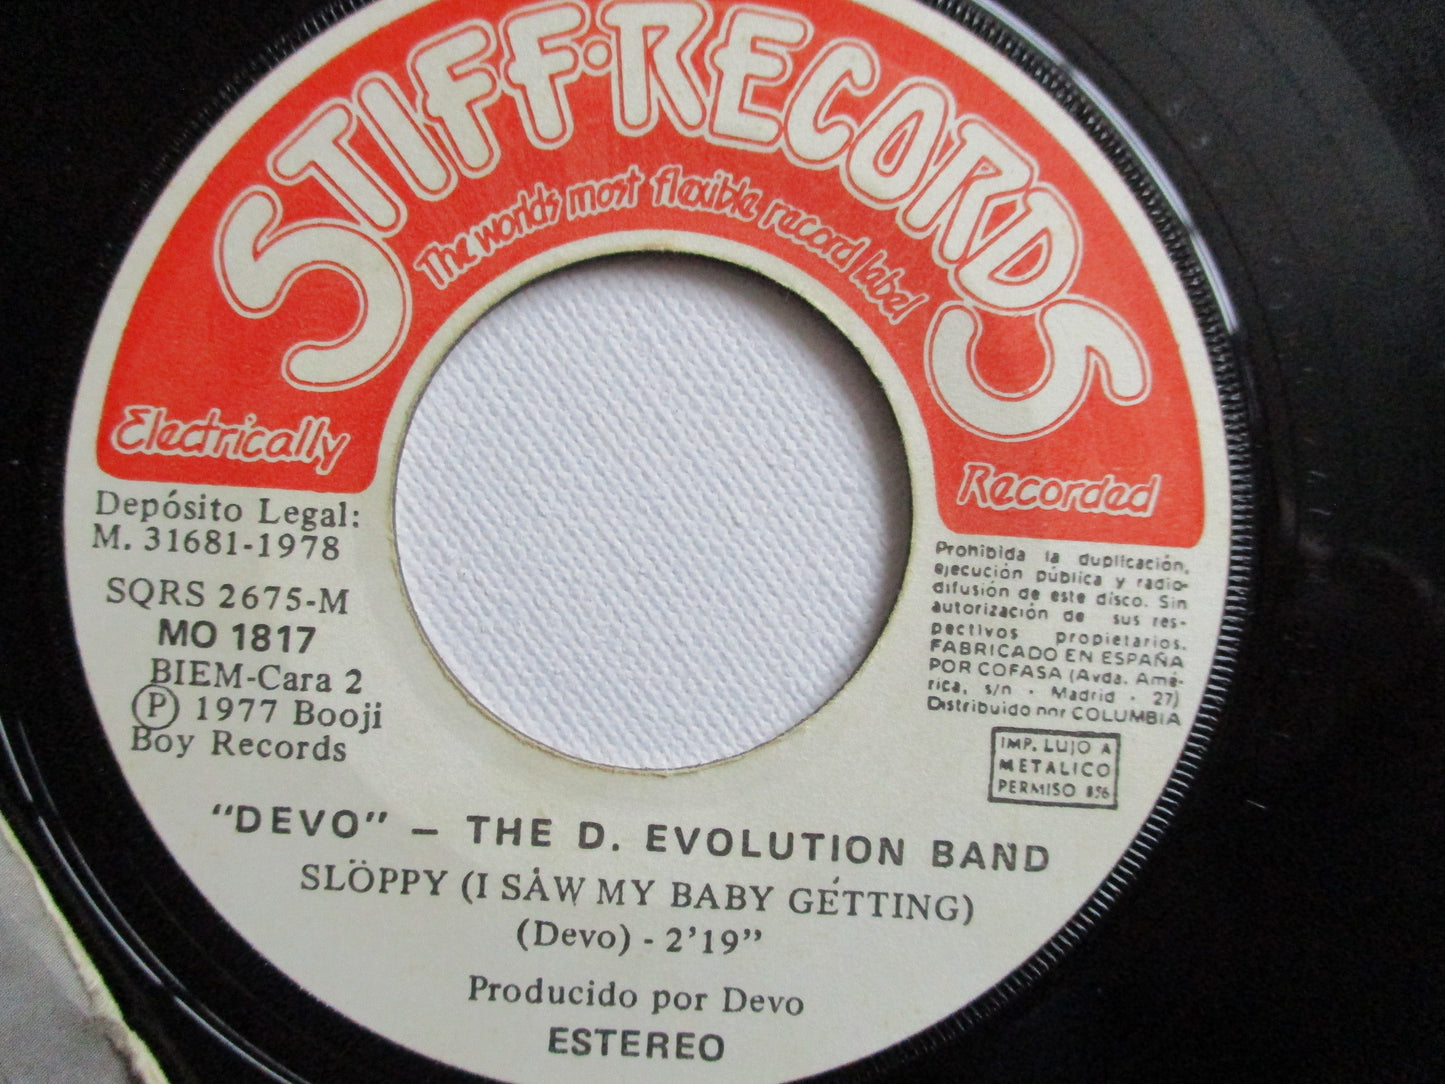 STIFF·RECORDS
The worlds most flexible record label
Electrically
Recorded
Depósito Legal:
M. 31681-1978
SQRS 2675-M
MO 1817
BIEM-Cara 2
Ⓟ 1977 Booji
Boy Records
Prohibida la duplicación,
ejecución pública y radio-
difusión de este disco. Sin
autorización de sus res-
pectivos propietarios.
FABRICADO EN ESPAÑA
POR COFASA (Avda. Amé-
rica, s/n - Madrid - 27)
Distribuido por COLUMBIA
IMP. LUJO A
METALICO
PERMISO 856
"DEVO" – THE D. EVOLUTION BAND
SLÖPPY (I SÅW MY BABY GÉTTING)
(Devo) - 2'19"
Producido por Devo
ESTEREO